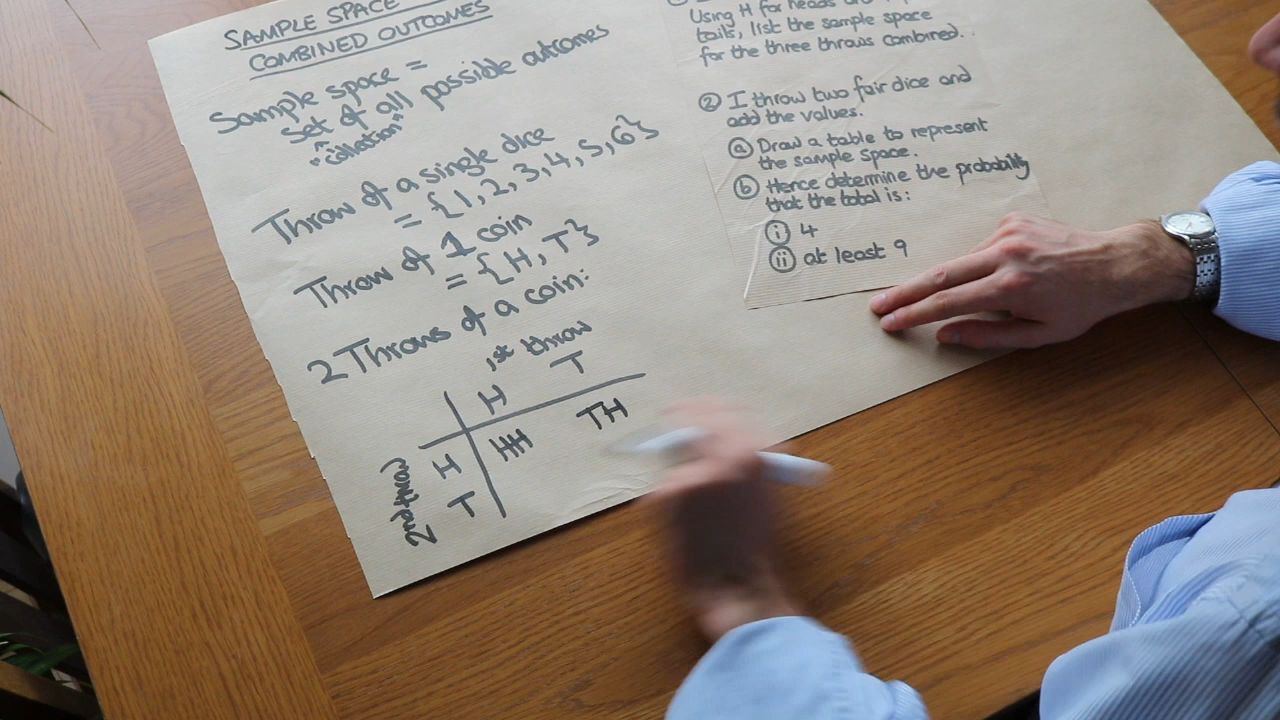 SAMPLE SPACE
COMBINED OUTCOMES
Sample space =
set of all possible outcomes
"collection"
Throw of a single dice
= {1, 2, 3, 4, 5, 6}
Throw of 1 coin
= {H, T}
2 Throws of a coin:
1st throw
H T
2nd throw
H HH TH
T
Using H for heads
tails, list the sample space
for the three throws combined.
② I throw two fair dice and
add the values.
ⓐ Draw a table to represent
the sample space.
ⓑ Hence determine the probability
that the total is:
ⓘ 4
ⓘⓘ at least 9